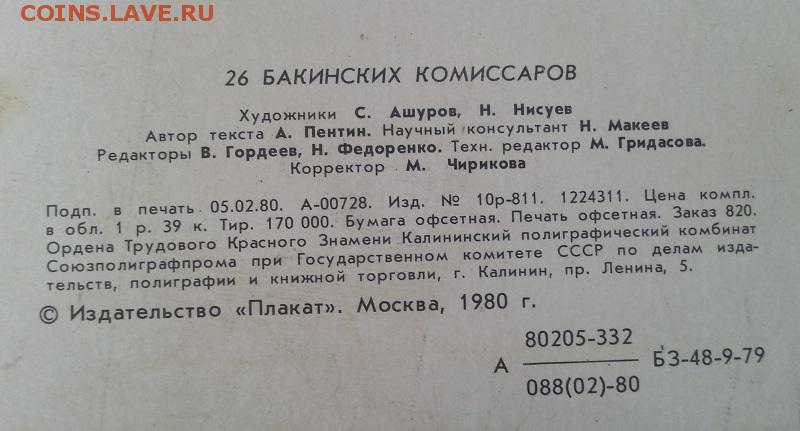 COINS.LAVE.RU
26 БАКИНСКИХ КОМИССАРОВ
Художники С. Ашуров, Н. Нисуев
Автор текста А. Пентин. Научный консультант Н. Макеев
Редакторы В. Гордеев, Н. Федоренко. Техн. редактор М. Гридасова.
Корректор М. Чирикова
Подп. в печать 05.02.80. А-00728. Изд. № 10р-811. 1224311. Цена компл.
в обл. 1 р. 39 к. Тир. 170 000. Бумага офсетная. Печать офсетная. Заказ 820.
Ордена Трудового Красного Знамени Калининский полиграфический комбинат
Союзполиграфпрома при Государственном комитете СССР по делам изда-
тельств, полиграфии и книжной торговли, г. Калинин, пр. Ленина, 5.
© Издательство «Плакат». Москва, 1980 г.
80205-332
А БЗ-48-9-79
088(02)-80